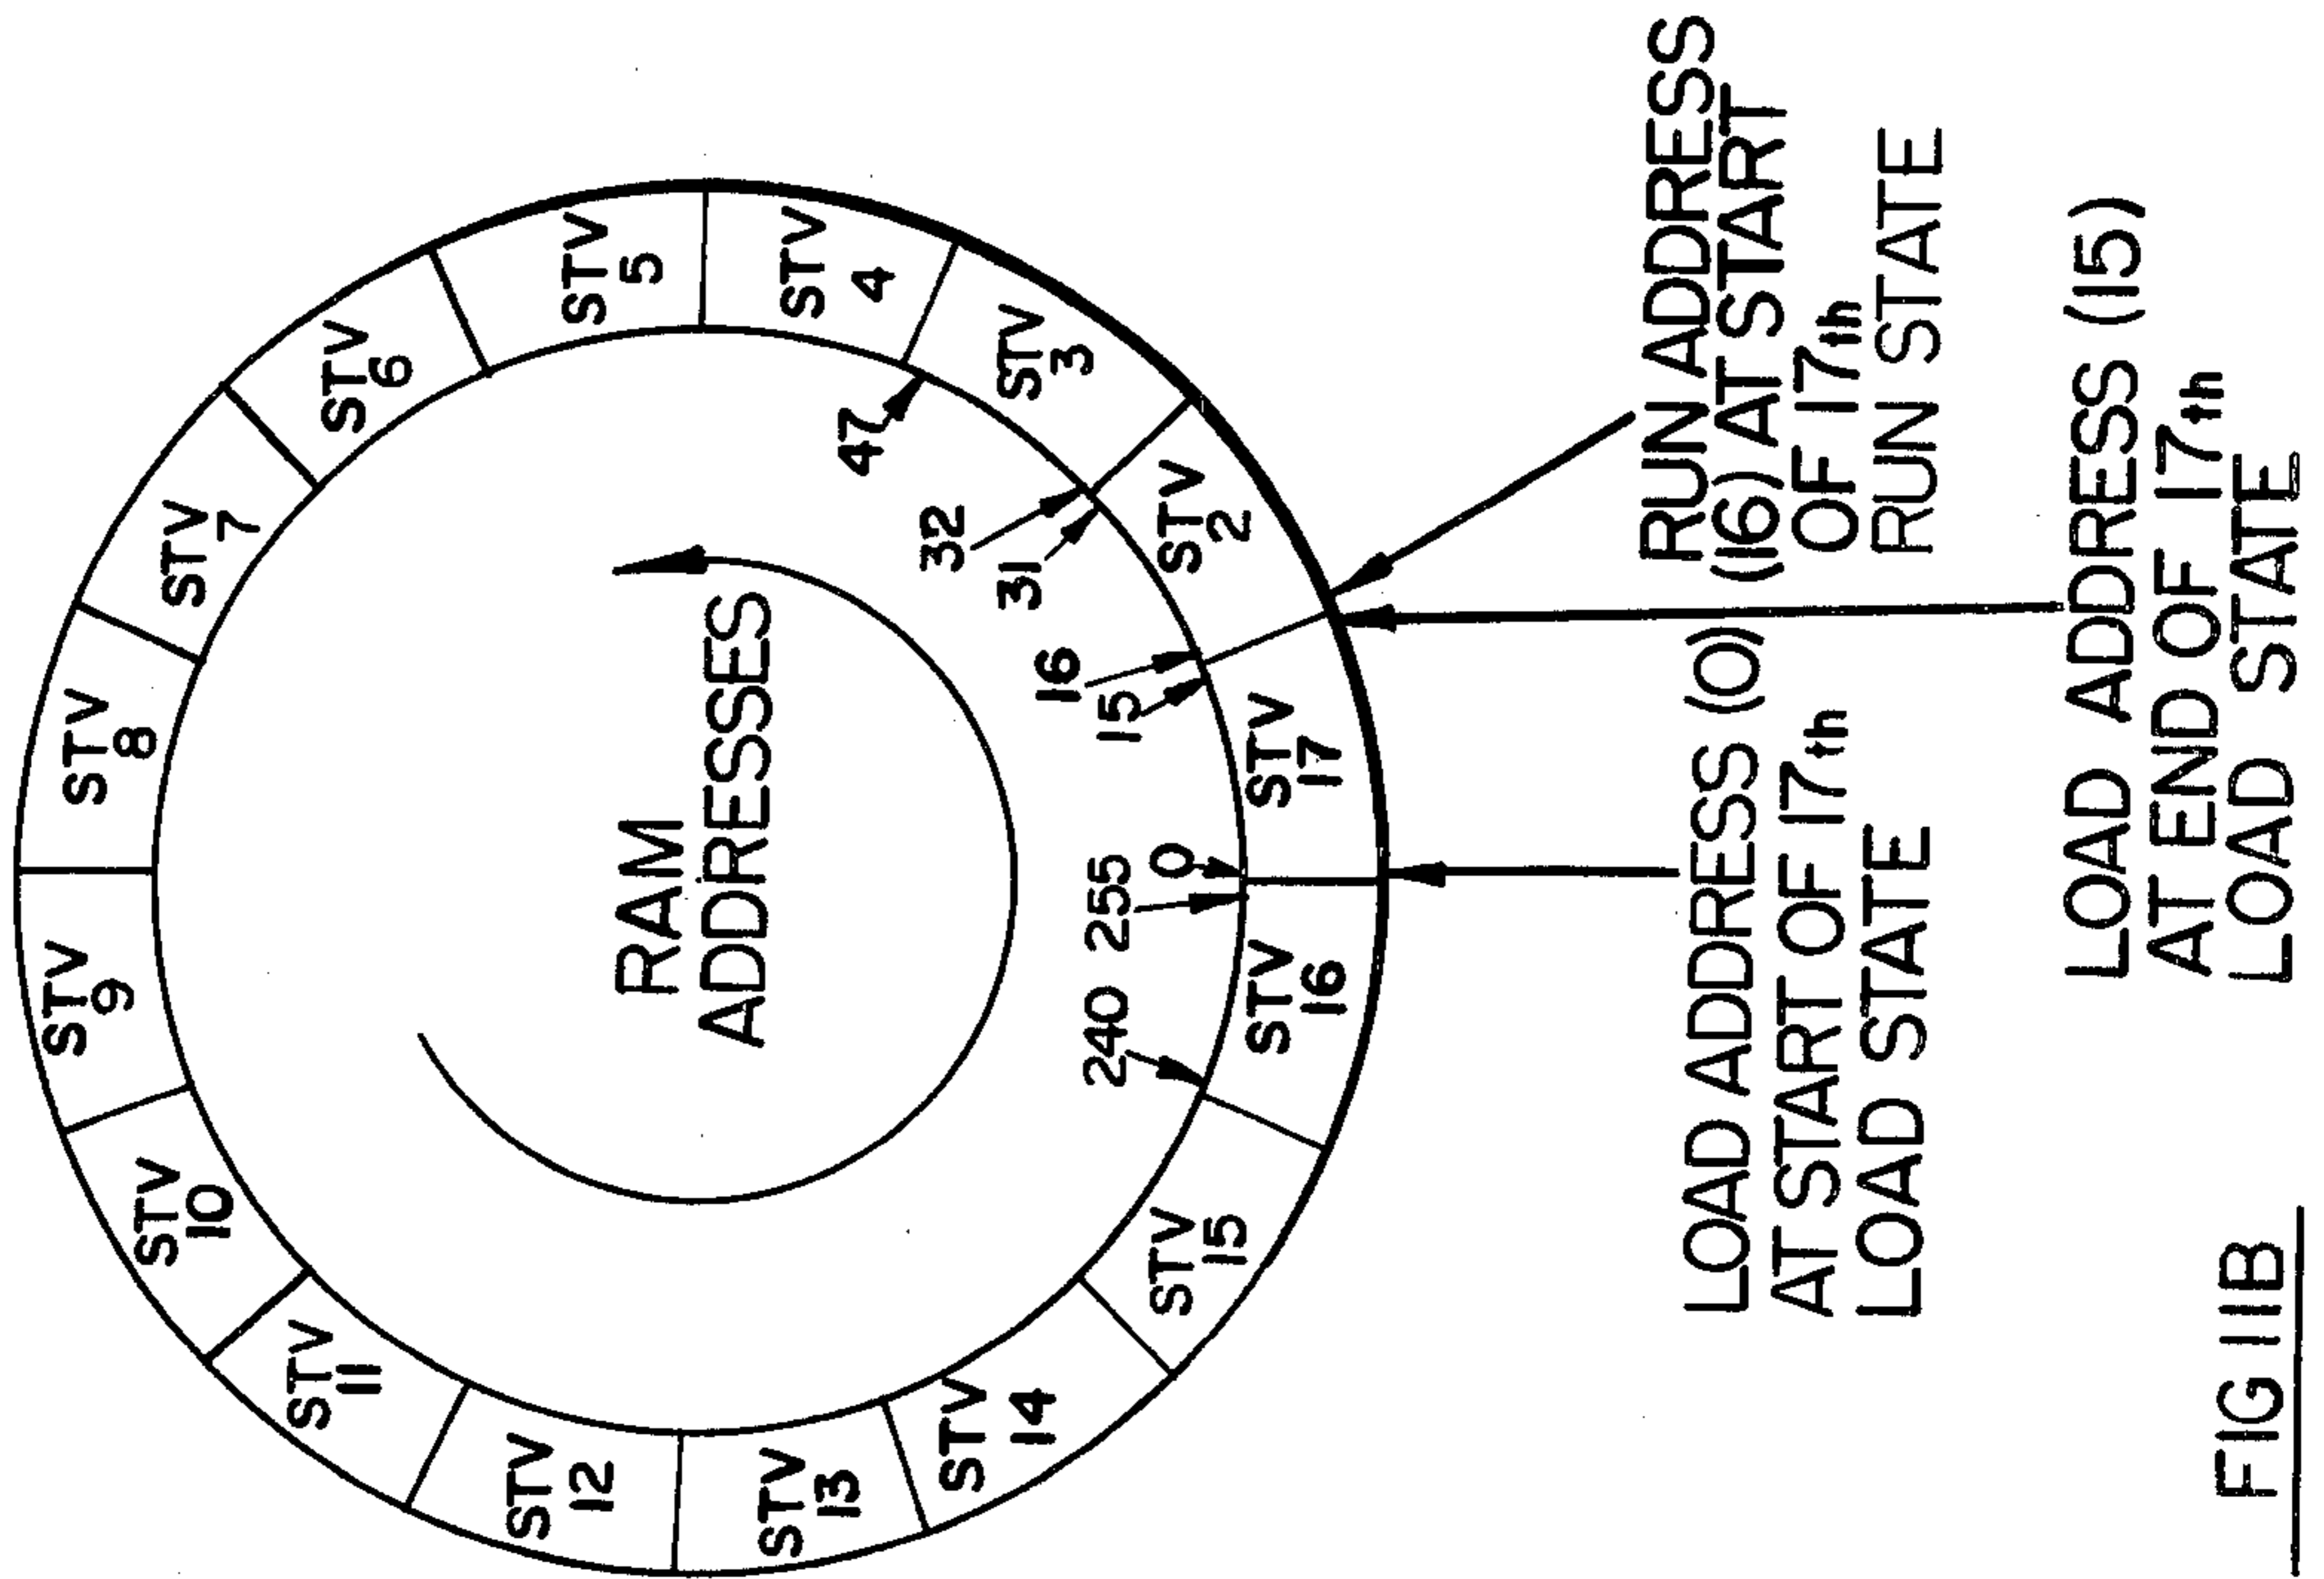 STV
2
STV
3
STV
4
STV
5
STV
6
STV
7
STV
8
STV
9
STV
10
STV
11
STV
12
STV
13
STV
14
STV
15
STV
16
STV
17
RAM
ADDRESSES
47
32
31
16
15
0
255
240
LOAD ADDRESS (0)
AT START OF 17th
LOAD STATE
RUN ADDRESS
(16) AT START
OF 17th
RUN STATE
LOAD ADDRESS (15)
AT END OF 17th
LOAD STATE
FIG 11B